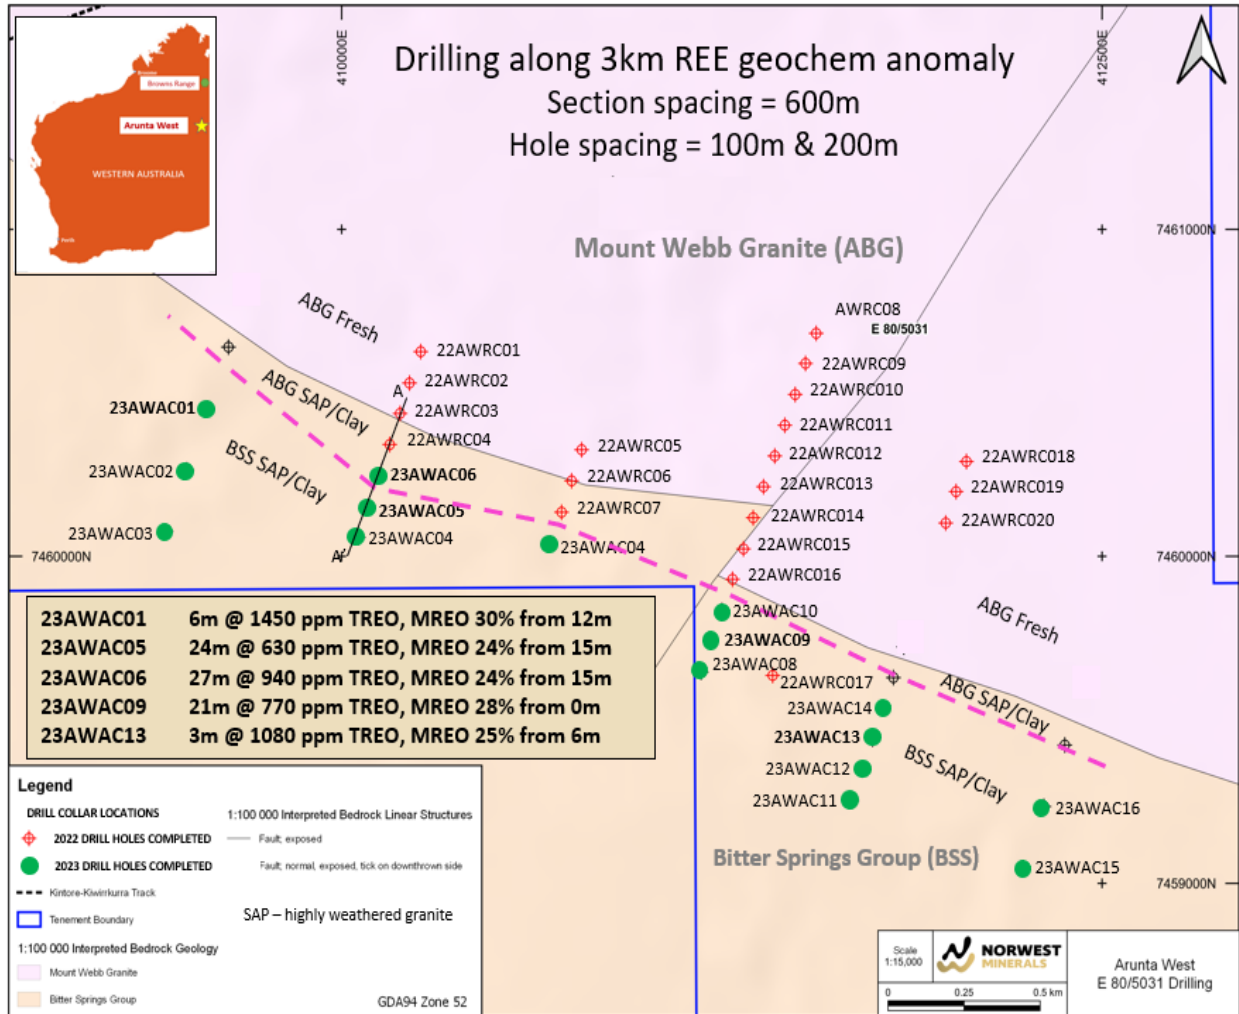 Drilling along 3km REE geochem anomaly
Section spacing = 600m
Hole spacing = 100m & 200m
410000E
412500E
Broome
Browns Range
Arunta West
WESTERN AUSTRALIA
Perth
7461000N
Mount Webb Granite (ABG)
ABG Fresh
AWRC08
E 80/5031
22AWRC01
22AWRC09
22AWRC02
22AWRC010
A
22AWRC03
22AWRC011
ABG SAP/Clay
23AWAC01
22AWRC04
22AWRC05
22AWRC012
22AWRC018
BSS SAP/Clay
23AWAC02
23AWAC06
22AWRC06
22AWRC013
22AWRC019
23AWAC05
22AWRC07
22AWRC014
22AWRC020
23AWAC03
23AWAC04
23AWAC04
22AWRC015
7460000N
A'
7460000N
22AWRC016
ABG Fresh
23AWAC10
23AWAC09
23AWAC08
22AWRC017
ABG SAP/Clay
23AWAC14
23AWAC13
BSS SAP/Clay
23AWAC12
23AWAC11
23AWAC16
23AWAC15
Bitter Springs Group (BSS)
7459000N
23AWAC01 6m @ 1450 ppm TREO, MREO 30% from 12m
23AWAC05 24m @ 630 ppm TREO, MREO 24% from 15m
23AWAC06 27m @ 940 ppm TREO, MREO 24% from 15m
23AWAC09 21m @ 770 ppm TREO, MREO 28% from 0m
23AWAC13 3m @ 1080 ppm TREO, MREO 25% from 6m
Legend
DRILL COLLAR LOCATIONS
2022 DRILL HOLES COMPLETED
2023 DRILL HOLES COMPLETED
Kintore-Kiwirrkurra Track
Tenement Boundary
1:100 000 Interpreted Bedrock Geology
Mount Webb Granite
Bitter Springs Group
1:100 000 Interpreted Bedrock Linear Structures
Fault; exposed
Fault; normal, exposed, tick on downthrown side
SAP – highly weathered granite
GDA94 Zone 52
Scale
1:15,000
NORWEST
MINERALS
0 0.25 0.5 km
Arunta West
E 80/5031 Drilling